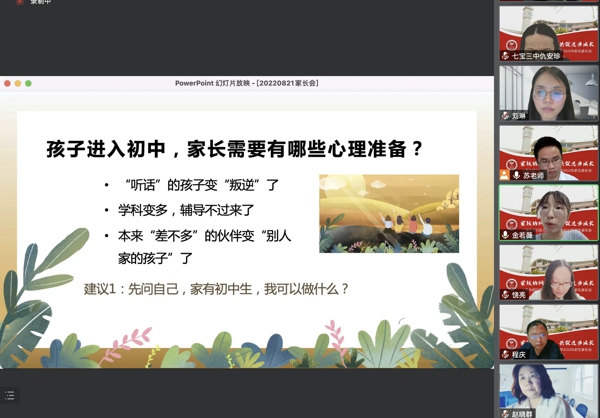 录制中
PowerPoint 幻灯片放映 - [20220821家长会]
孩子进入初中，家长需要有哪些心理准备？
• “听话”的孩子变“叛逆”了
• 学科变多，辅导不过来了
• 本来“差不多”的伙伴变“别人
家的孩子”了
建议1：先问自己，家有初中生，我可以做什么？
七宝三中仇安珍
刘琳
苏老师
金若薇
饶亮
程庆
赵晓群